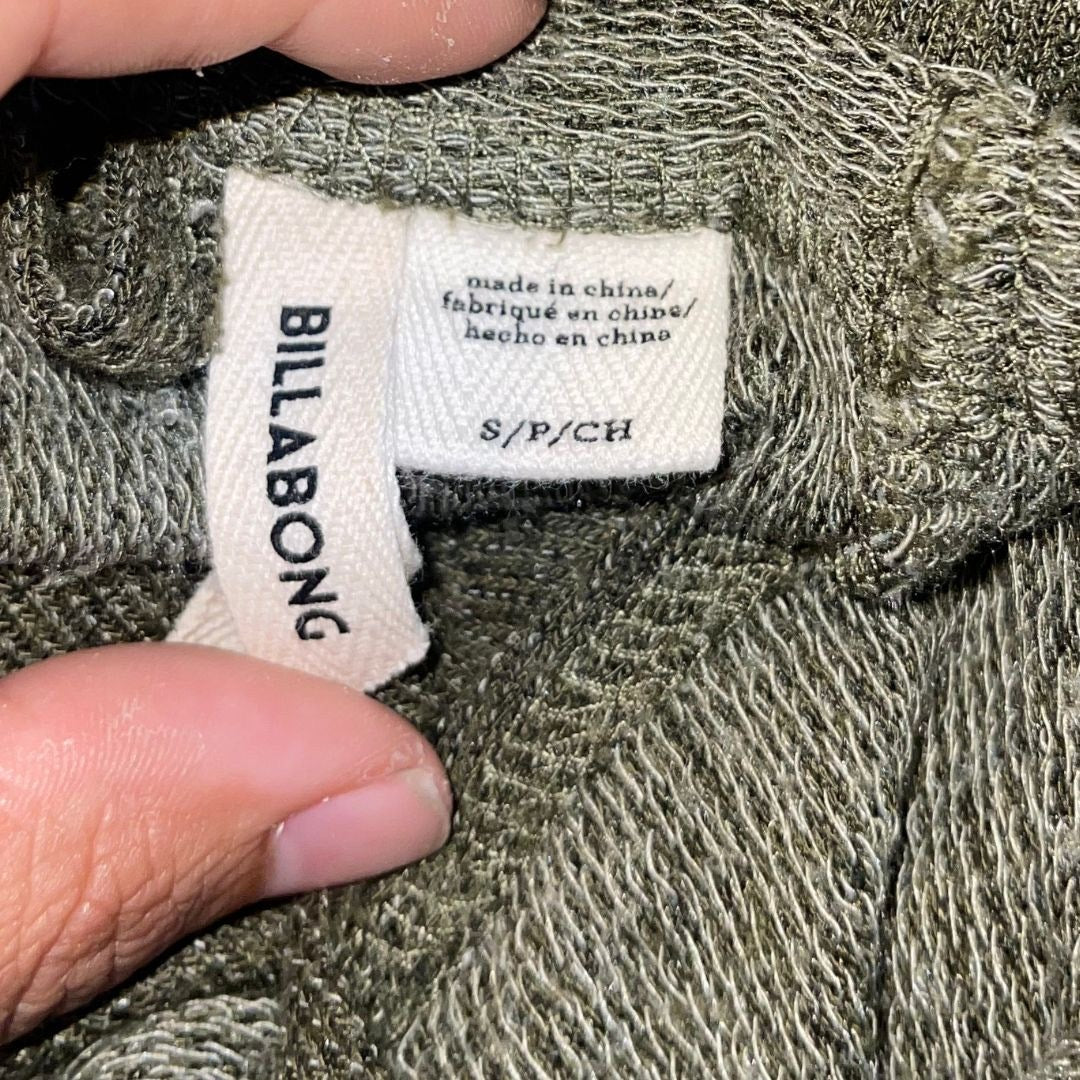 BILLABONG
made in china/
fabriqué en chine/
hecho en china
S/P/CH